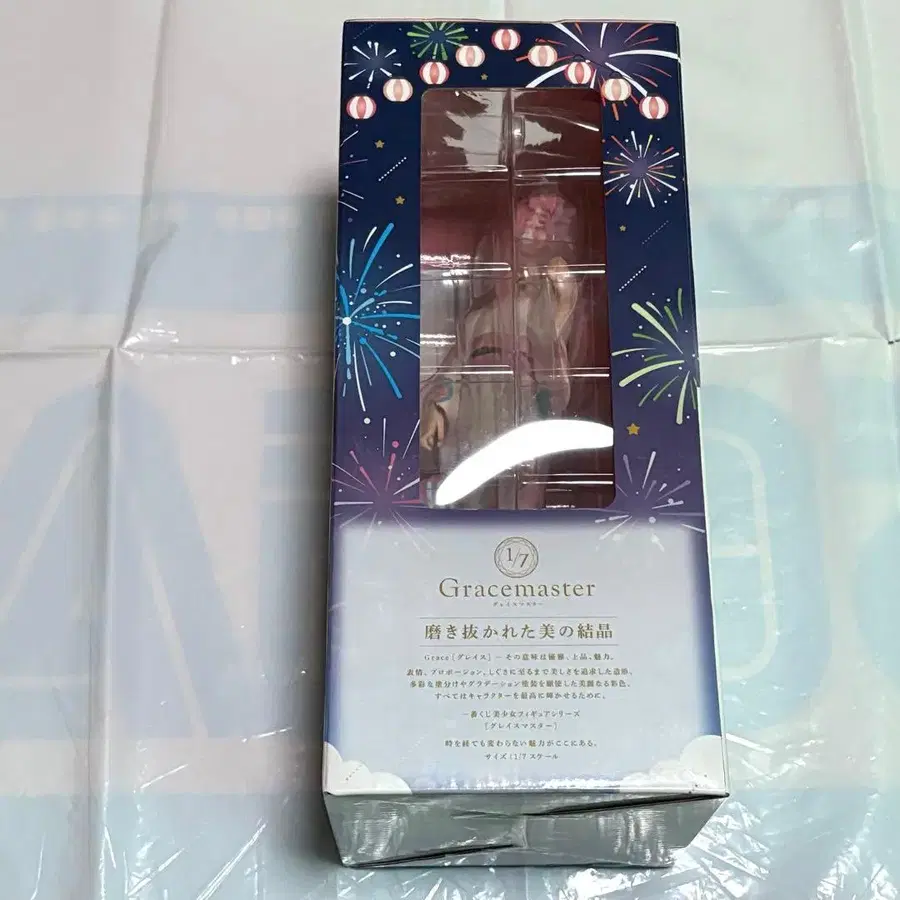 1/7
Gracemaster
グレイスマスター
磨き抜かれた美の結晶
Grace［グレイス］―その意味は優雅、上品、魅力。
表情、プロポーション、しぐさに至るまで美しさを追求した造形。
多彩な塗分けやグラデーション塗装を駆使した美麗なる彩色。
すべてはキャラクターを最高に輝かせるために。
一番くじ美少女フィギュアシリーズ
［グレイスマスター］
時を経ても変わらない魅力がここにある。
サイズ：1/7スケール